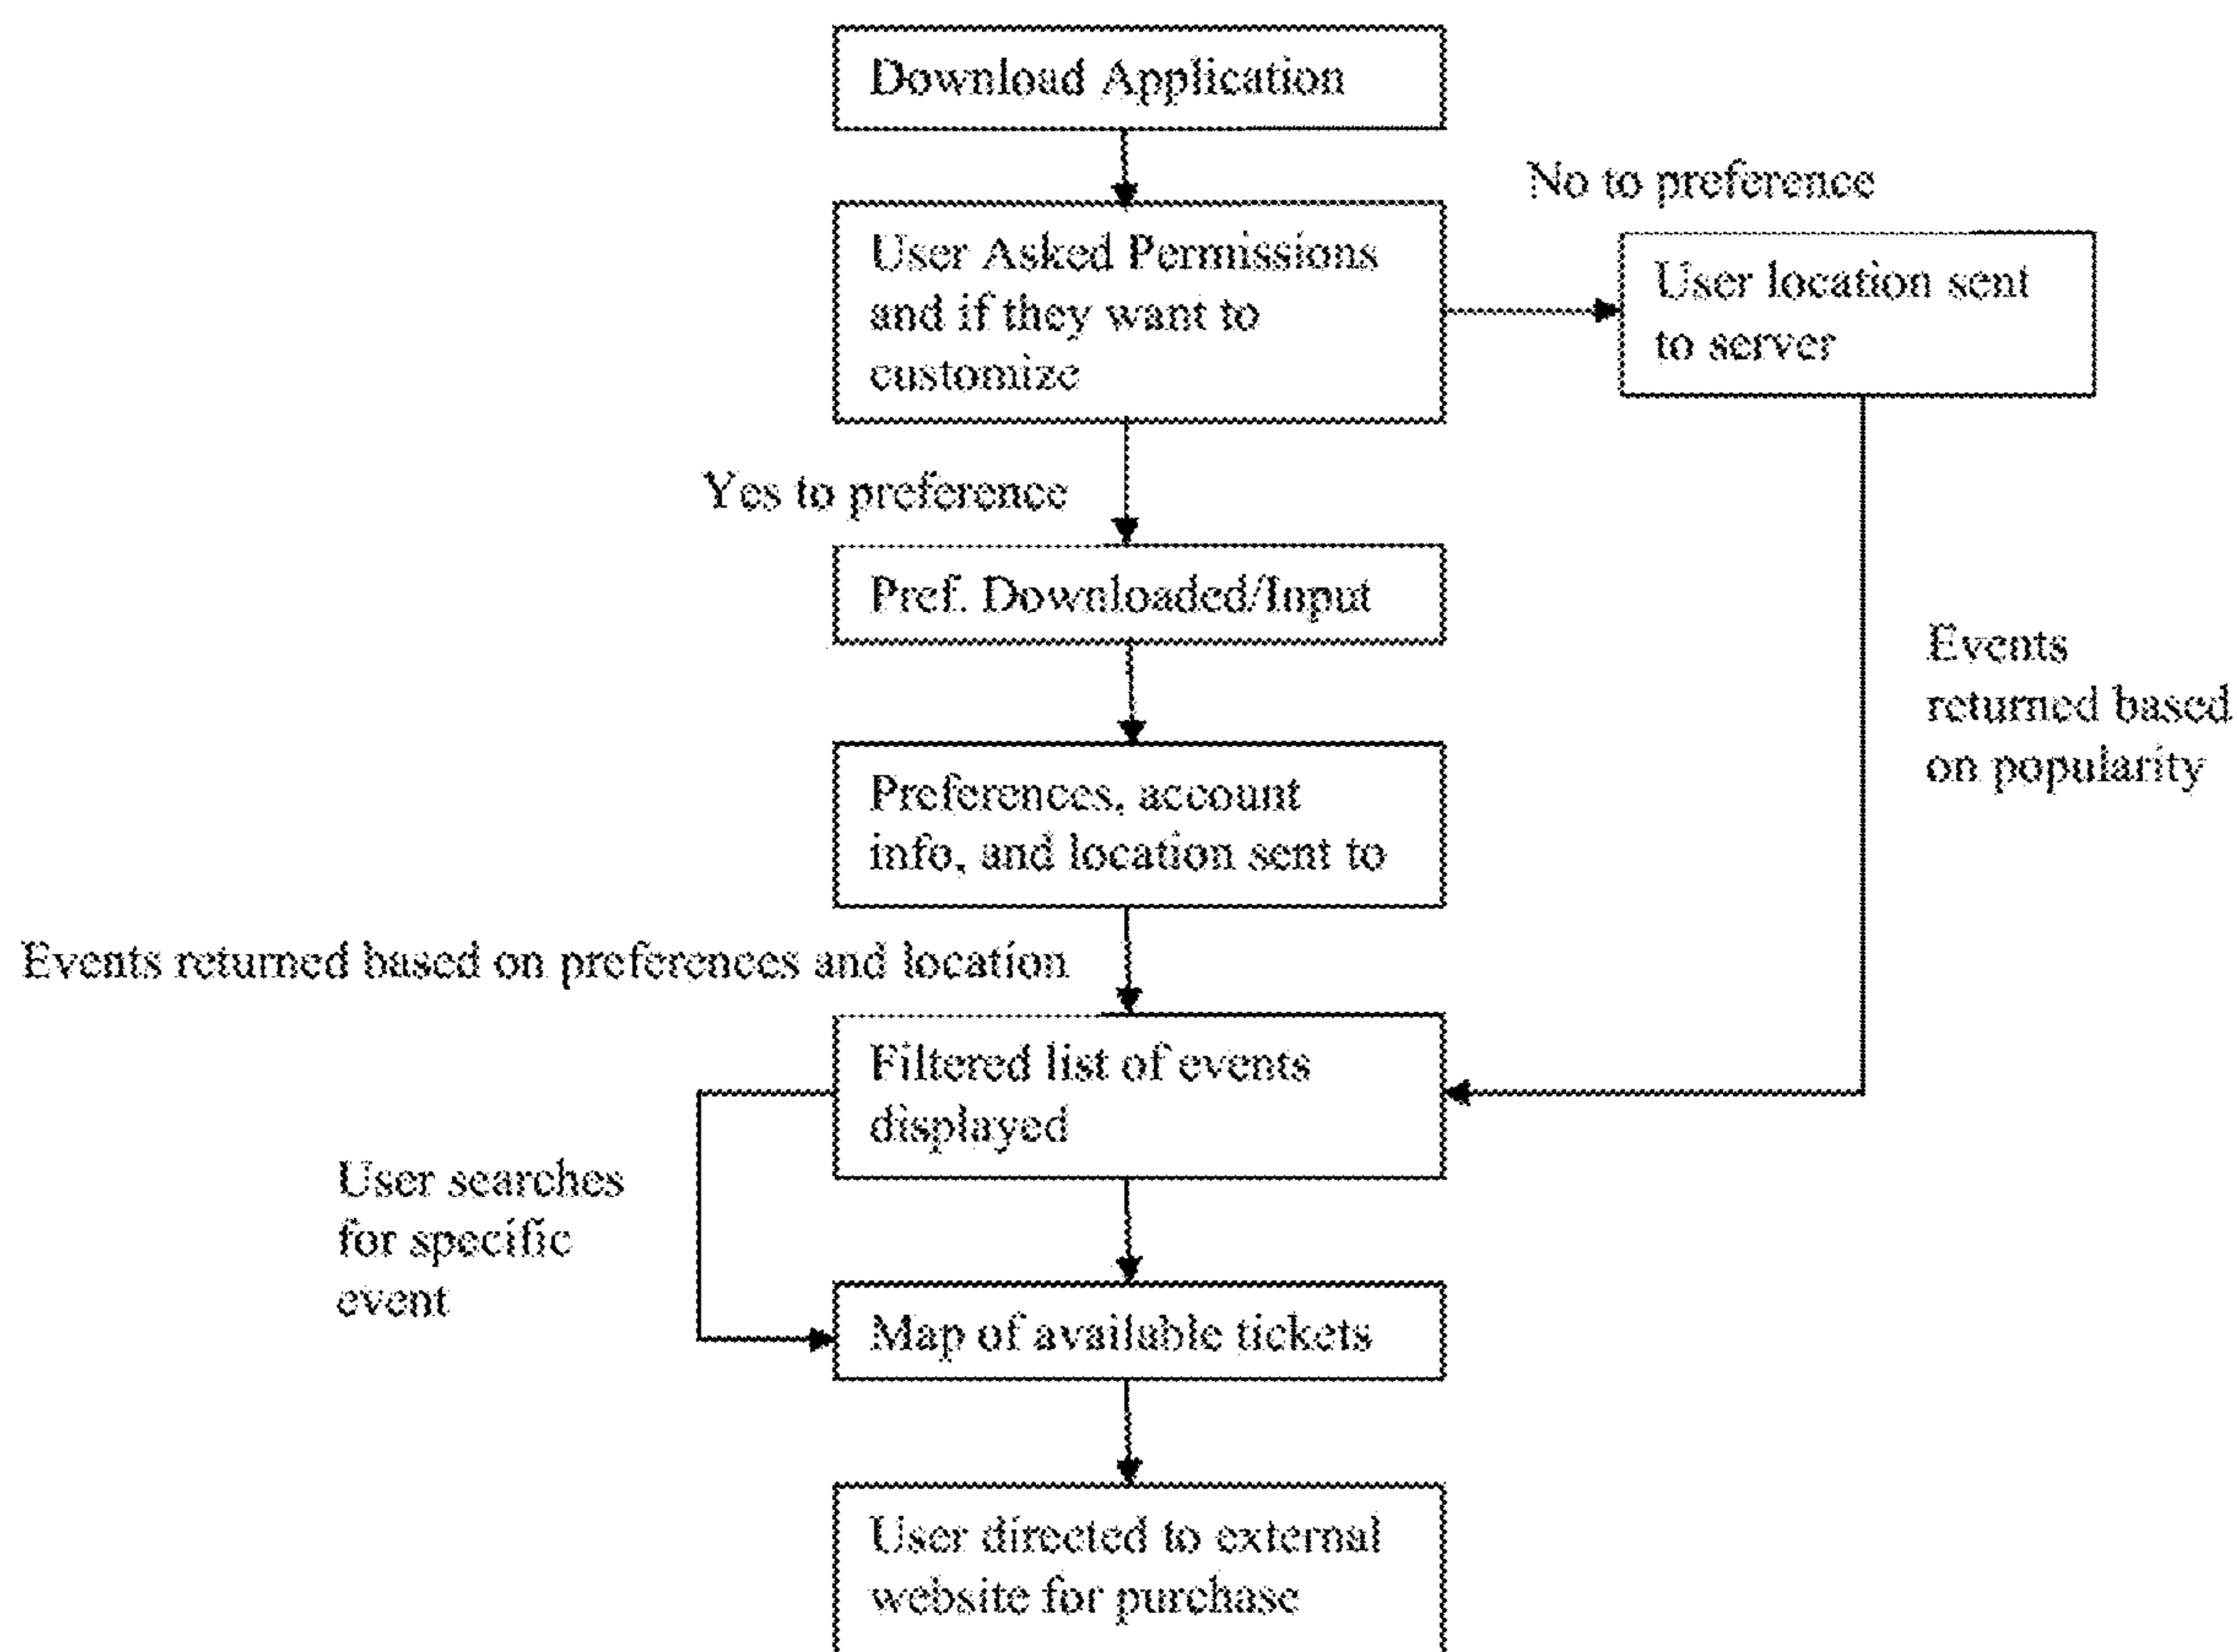 Download Application
No to preference
User Asked Permissions
and if they want to
customize
User location sent
to server
Yes to preference
Pref. Downloaded/Input
Events
returned based
on popularity
Preferences, account
info, and location sent to
Events returned based on preferences and location
Filtered list of events
displayed
User searches
for specific
event
Map of available tickets
User directed to external
website for purchase